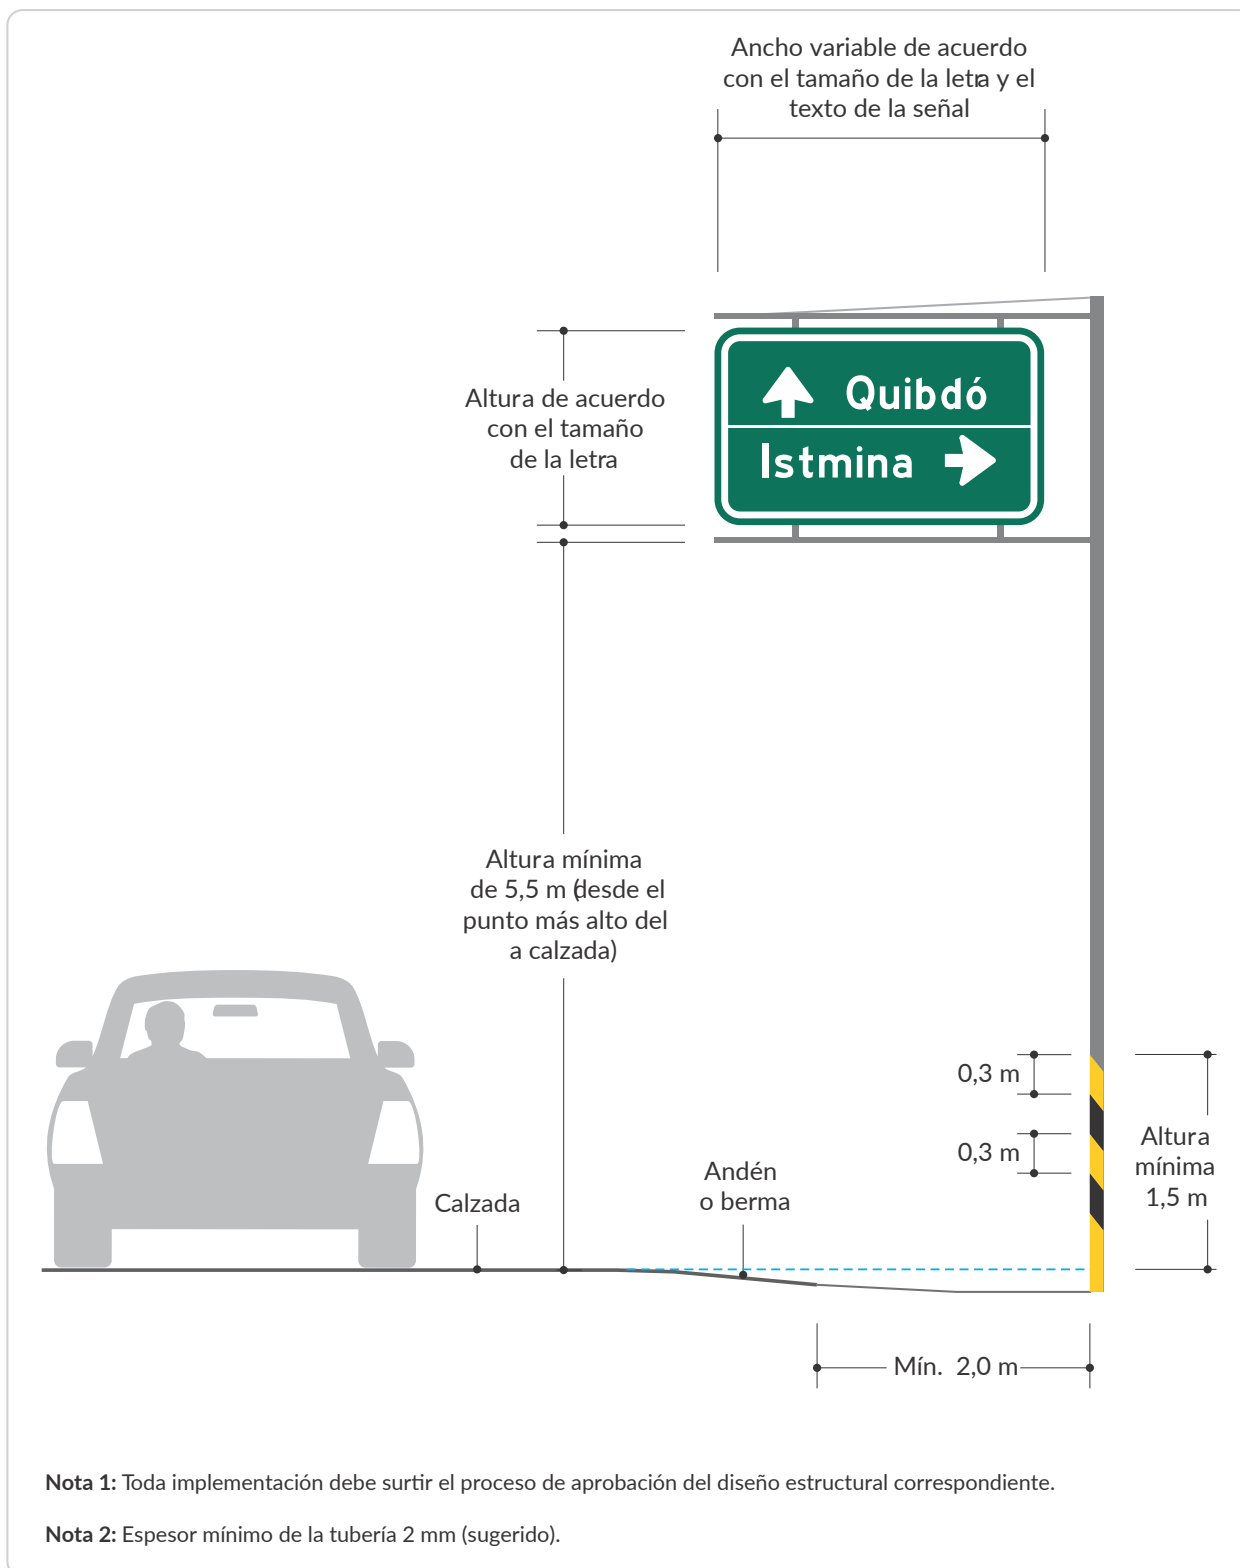 Ancho variable de acuerdo
con el tamaño de la letra y el
texto de la señal
Altura de acuerdo
con el tamaño
de la letra
Quibdó
Istmina
Altura mínima
de 5,5 m (desde el
punto más alto del
a calzada)
0,3 m
0,3 m
Altura
mínima
1,5 m
Andén
o berma
Calzada
Mín. 2,0 m
Nota 1: Toda implementación debe surtir el proceso de aprobación del diseño estructural correspondiente.
Nota 2: Espesor mínimo de la tubería 2 mm (sugerido).